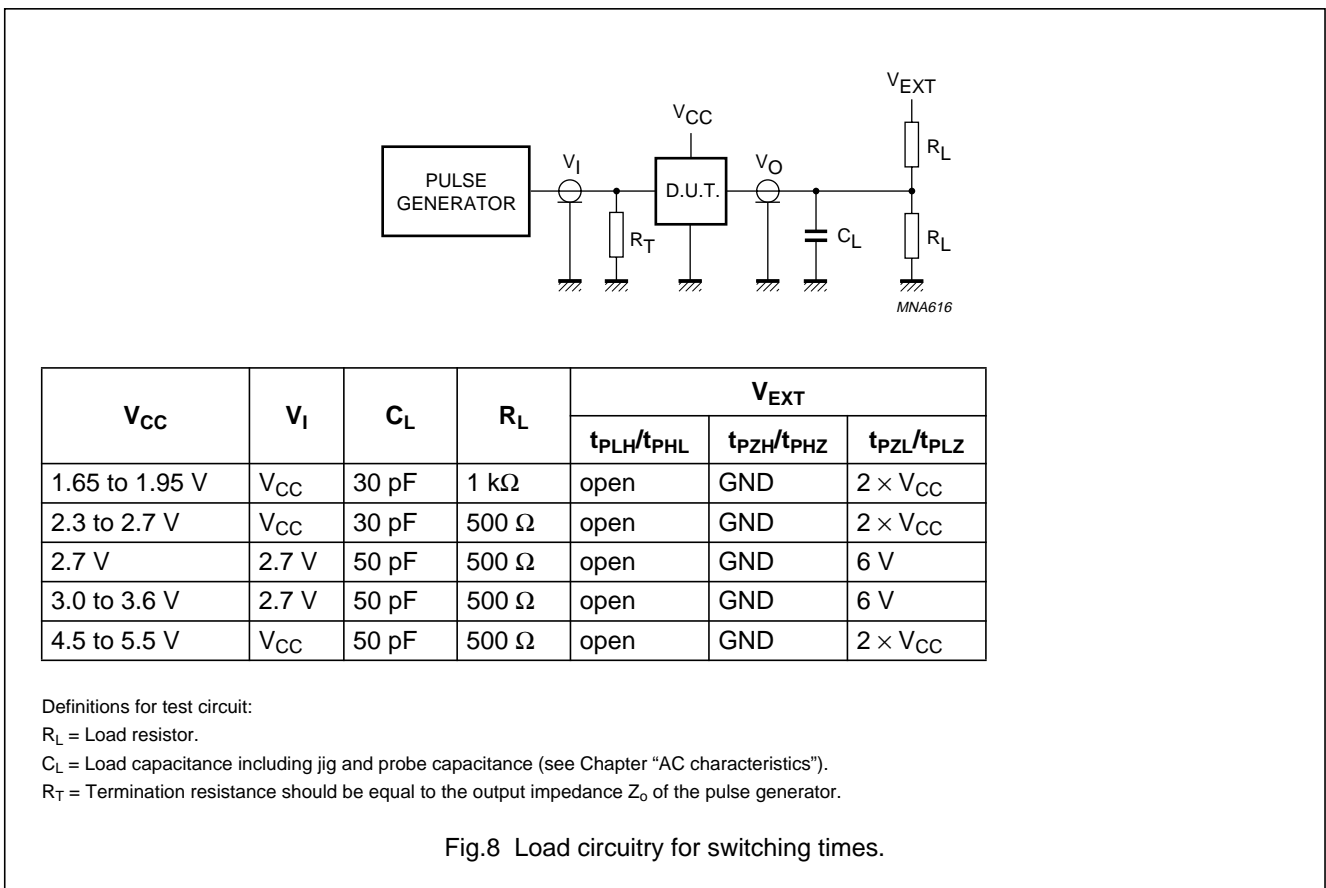 V_EXT
V_CC
R_L
V_I
V_O
PULSE
GENERATOR
D.U.T.
R_T
C_L
R_L
MNA616
V_CC V_I C_L R_L V_EXT
t_PLH/t_PHL t_PZH/t_PHZ t_PZL/t_PLZ
1.65 to 1.95 V V_CC 30 pF 1 kΩ open GND 2 × V_CC
2.3 to 2.7 V V_CC 30 pF 500 Ω open GND 2 × V_CC
2.7 V 2.7 V 50 pF 500 Ω open GND 6 V
3.0 to 3.6 V 2.7 V 50 pF 500 Ω open GND 6 V
4.5 to 5.5 V V_CC 50 pF 500 Ω open GND 2 × V_CC
Definitions for test circuit:
R_L = Load resistor.
C_L = Load capacitance including jig and probe capacitance (see Chapter “AC characteristics”).
R_T = Termination resistance should be equal to the output impedance Z_o of the pulse generator.
Fig.8 Load circuitry for switching times.